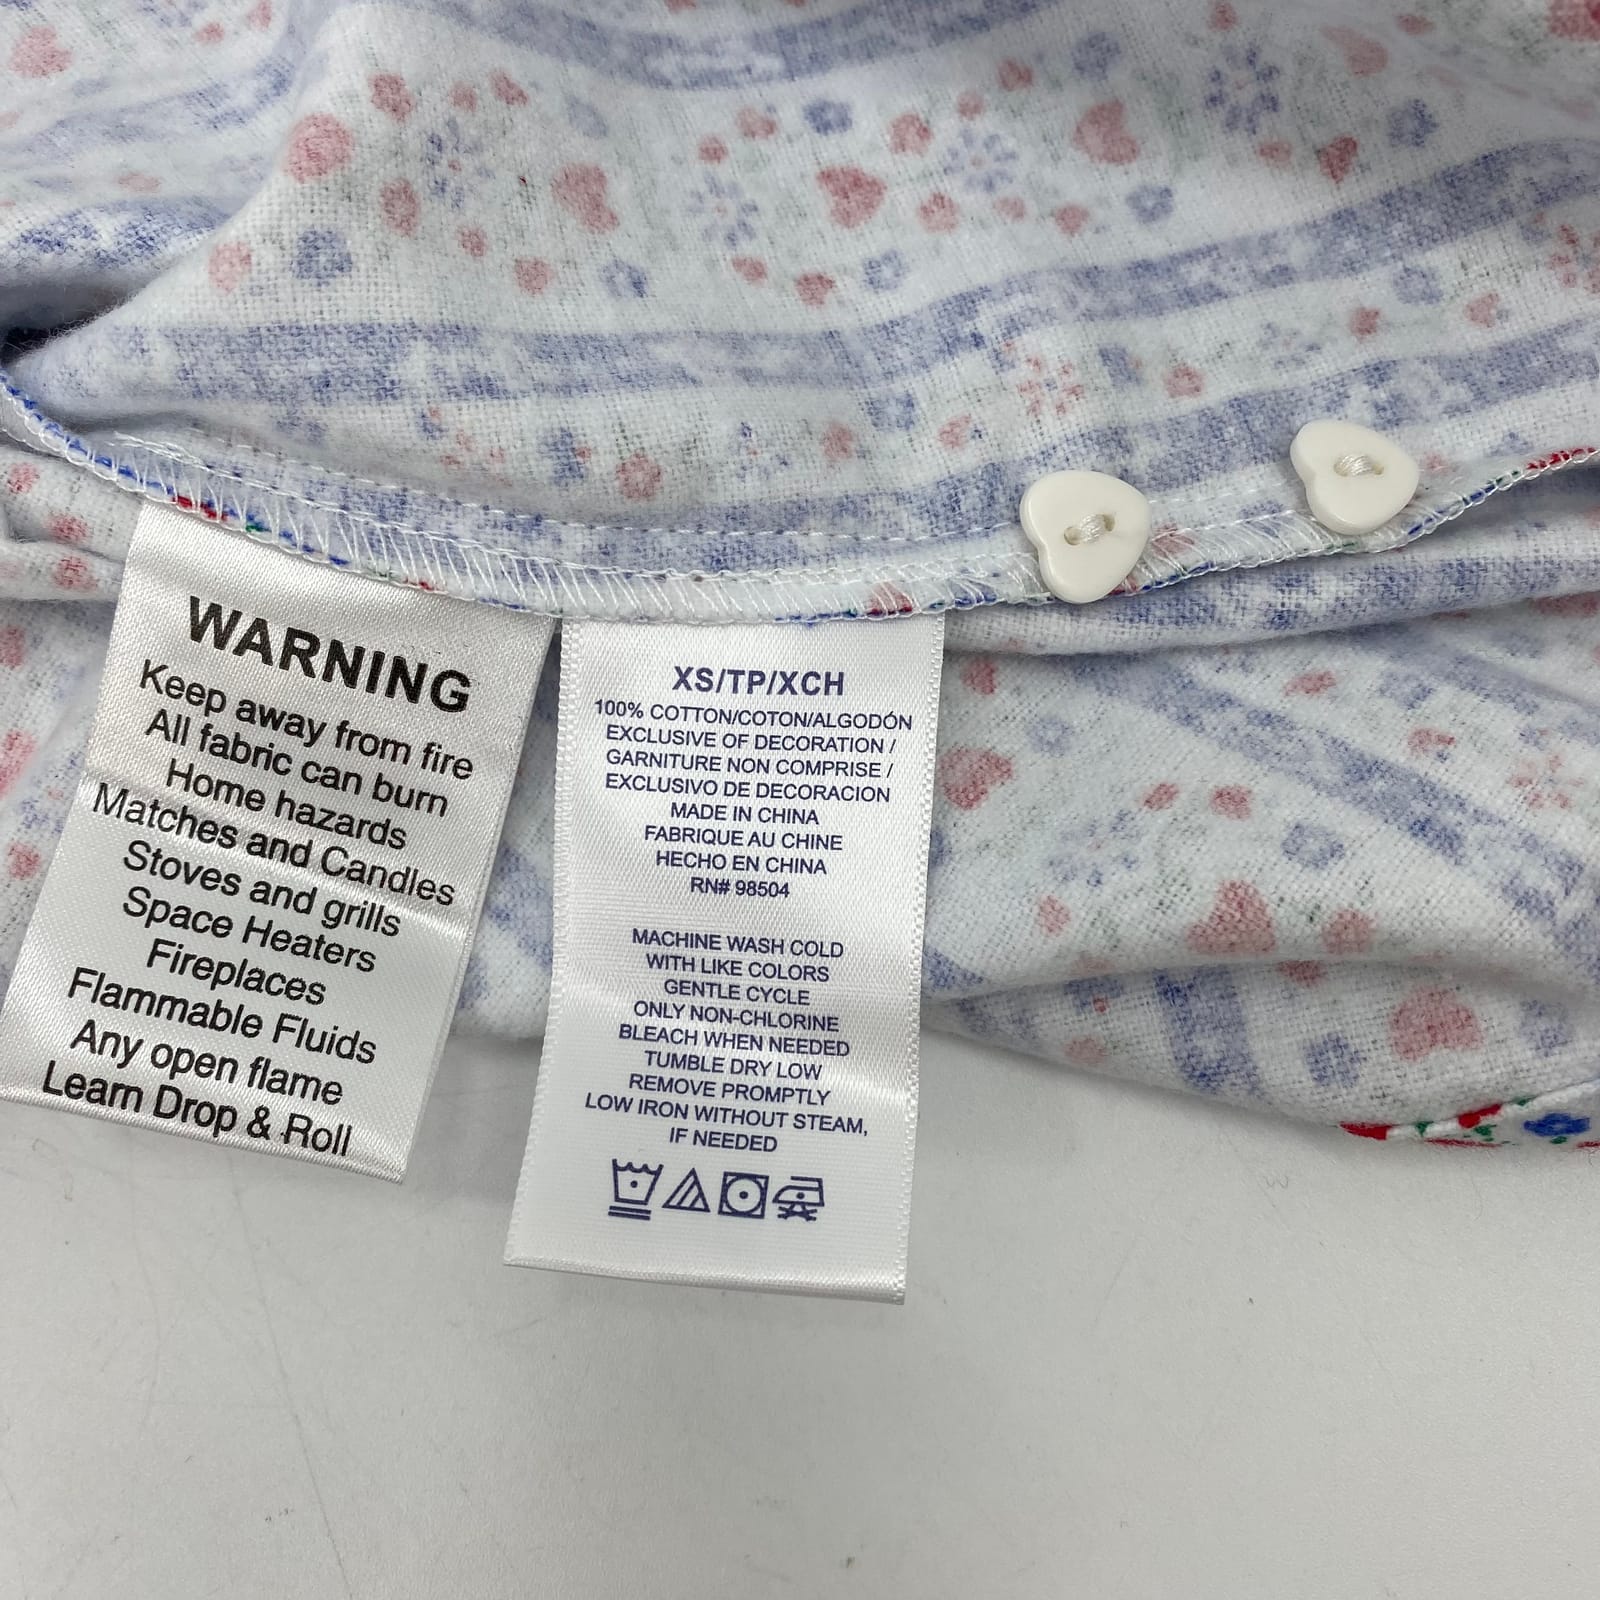 WARNING
Keep away from fire
All fabric can burn
Home hazards
Matches and Candles
Stoves and grills
Space Heaters
Fireplaces
Flammable Fluids
Any open flame
Learn Drop & Roll
XS/TP/XCH
100% COTTON/COTON/ALGODÓN
EXCLUSIVE OF DECORATION /
GARNITURE NON COMPRISE /
EXCLUSIVO DE DECORACION
MADE IN CHINA
FABRIQUE AU CHINE
HECHO EN CHINA
RN# 98504
MACHINE WASH COLD
WITH LIKE COLORS
GENTLE CYCLE
ONLY NON-CHLORINE
BLEACH WHEN NEEDED
TUMBLE DRY LOW
REMOVE PROMPTLY
LOW IRON WITHOUT STEAM,
IF NEEDED